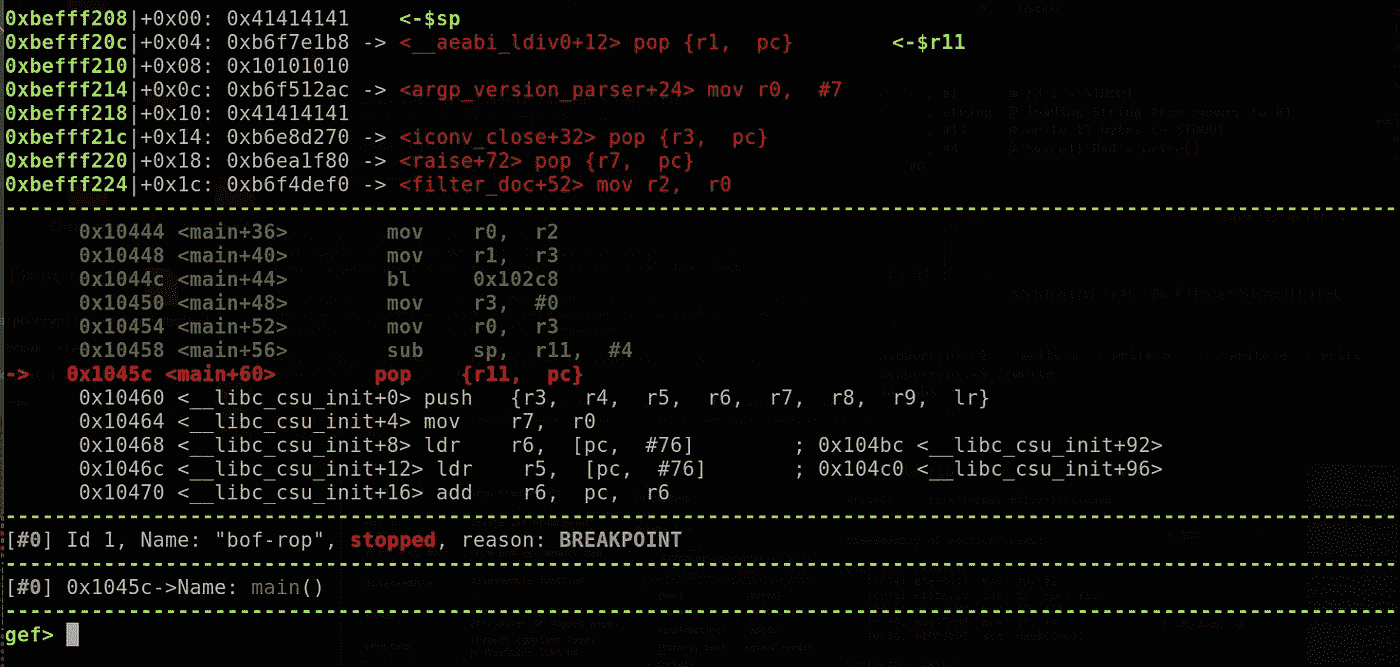 0xbefff208|+0x00: 0x41414141    <-$sp
0xbefff20c|+0x04: 0xb6f7e1b8 -> <__aeabi_ldiv0+12> pop {r1,  pc}        <-$r11
0xbefff210|+0x08: 0x10101010
0xbefff214|+0x0c: 0xb6f512ac -> <argp_version_parser+24> mov r0,  #7
0xbefff218|+0x10: 0x41414141
0xbefff21c|+0x14: 0xb6e8d270 -> <iconv_close+32> pop {r3,  pc}
0xbefff220|+0x18: 0xb6ea1f80 -> <raise+72> pop {r7,  pc}
0xbefff224|+0x1c: 0xb6f4def0 -> <filter_doc+52> mov r2,  r0
0x10444 <main+36>        mov    r0,  r2
0x10448 <main+40>        mov    r1,  r3
0x1044c <main+44>        bl     0x102c8
0x10450 <main+48>        mov    r3,  #0
0x10454 <main+52>        mov    r0,  r3
0x10458 <main+56>        sub    sp,  r11,  #4
->   0x1045c <main+60>        pop    {r11,  pc}
0x10460 <__libc_csu_init+0> push   {r3,  r4,  r5,  r6,  r7,  r8,  r9,  lr}
0x10464 <__libc_csu_init+4> mov    r7,  r0
0x10468 <__libc_csu_init+8> ldr    r6,  [pc,  #76]        ; 0x104bc <__libc_csu_init+92>
0x1046c <__libc_csu_init+12> ldr    r5,  [pc,  #76]       ; 0x104c0 <__libc_csu_init+96>
0x10470 <__libc_csu_init+16> add    r6,  pc,  r6
[#0] Id 1, Name: "bof-rop", stopped, reason: BREAKPOINT
[#0] 0x1045c->Name: main()
gef>